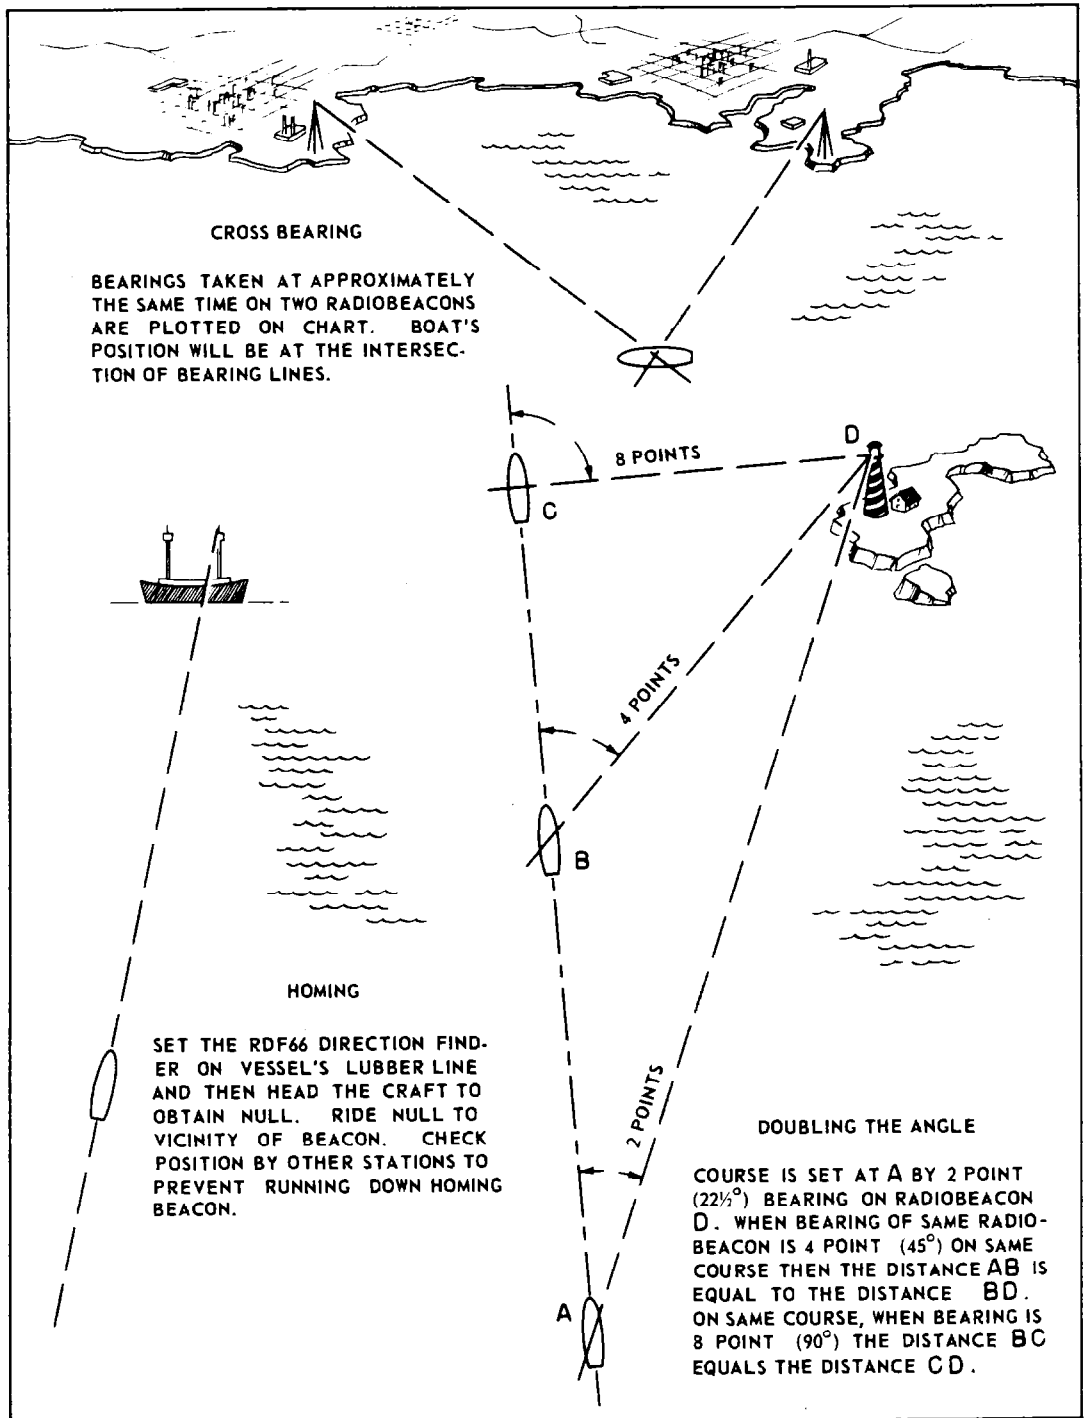 CROSS BEARING
BEARINGS TAKEN AT APPROXIMATELY
THE SAME TIME ON TWO RADIOBEACONS
ARE PLOTTED ON CHART. BOAT'S
POSITION WILL BE AT THE INTERSEC-
TION OF BEARING LINES.
D
8 POINTS
C
4 POINTS
B
HOMING
SET THE RDF66 DIRECTION FIND-
ER ON VESSEL'S LUBBER LINE
AND THEN HEAD THE CRAFT TO
OBTAIN NULL. RIDE NULL TO
VICINITY OF BEACON. CHECK
POSITION BY OTHER STATIONS TO
PREVENT RUNNING DOWN HOMING
BEACON.
2 POINTS
A
DOUBLING THE ANGLE
COURSE IS SET AT A BY 2 POINT
(22½°) BEARING ON RADIOBEACON
D. WHEN BEARING OF SAME RADIO-
BEACON IS 4 POINT (45°) ON SAME
COURSE THEN THE DISTANCE AB IS
EQUAL TO THE DISTANCE BD.
ON SAME COURSE, WHEN BEARING IS
8 POINT (90°) THE DISTANCE BC
EQUALS THE DISTANCE CD.